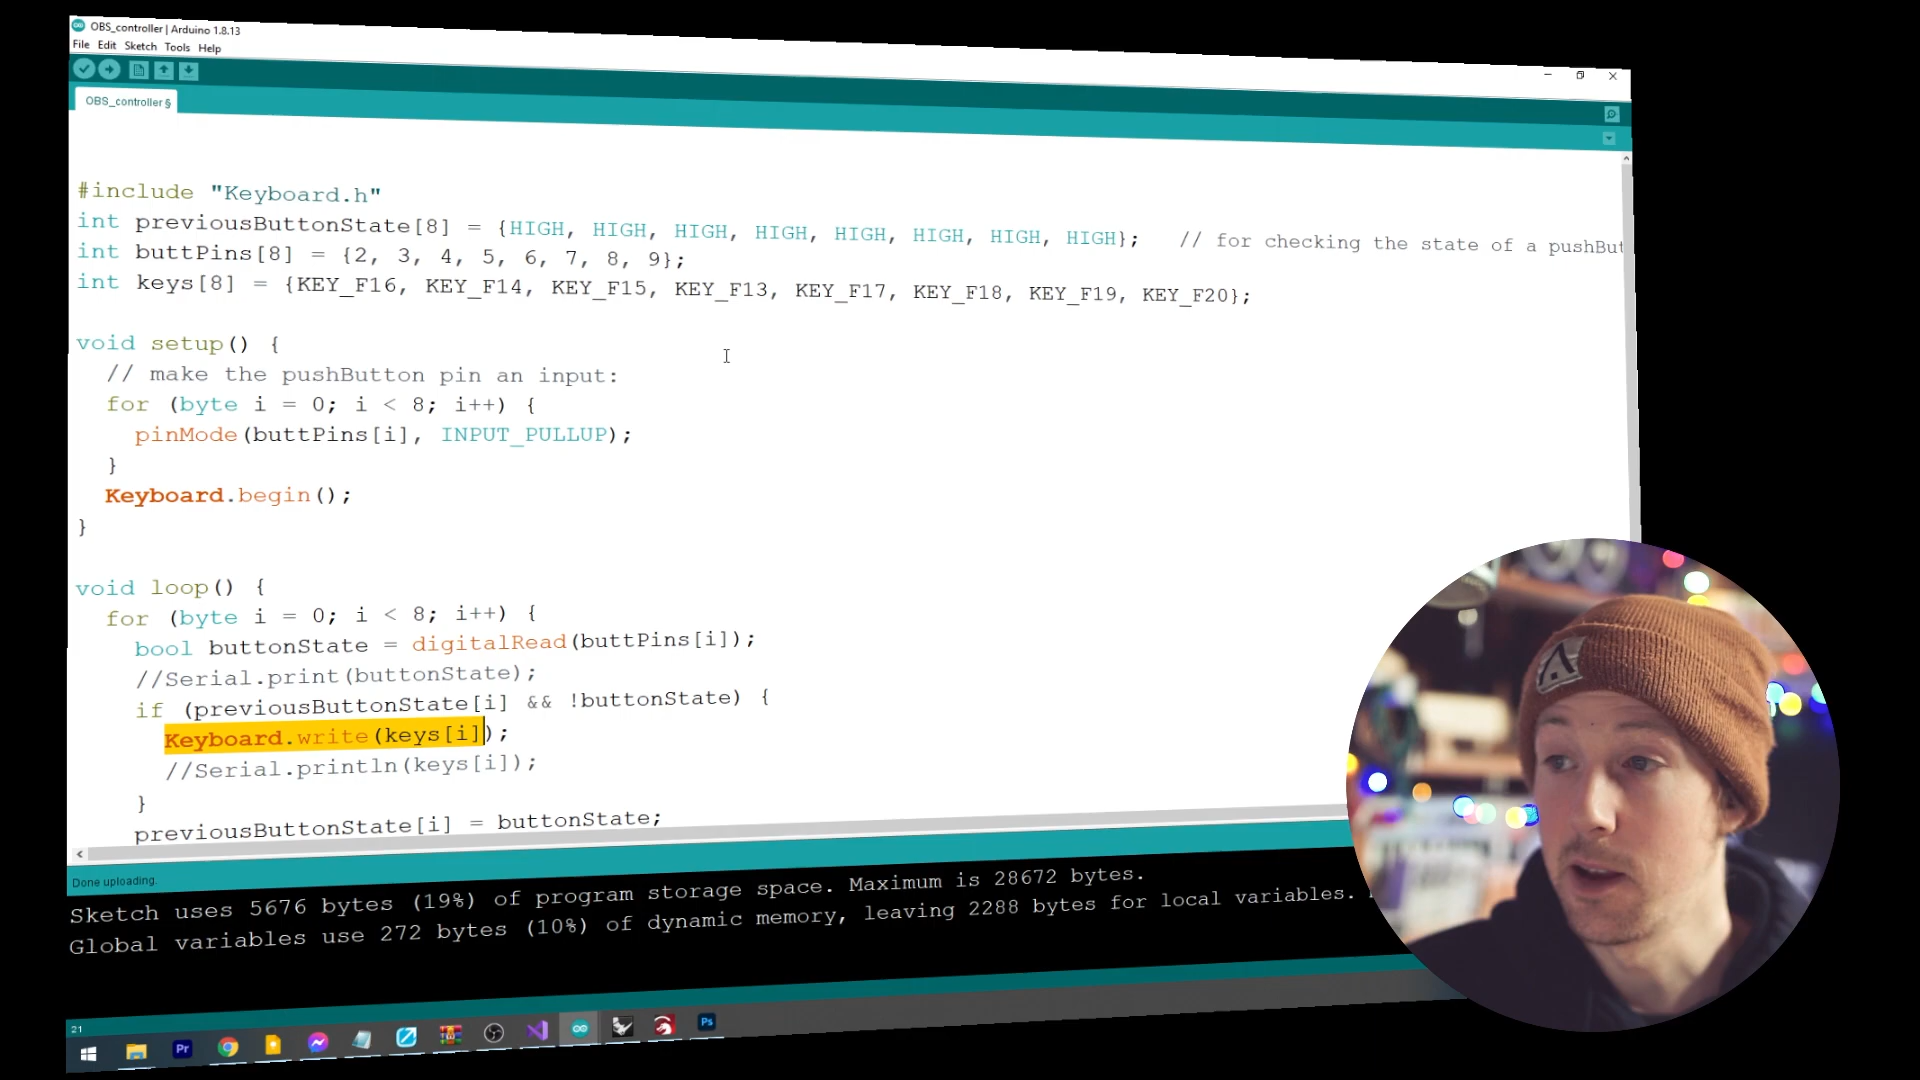 OBS_controller | Arduino 1.8.13
File Edit Sketch Tools Help
OBS_controller §
#include "Keyboard.h"
int previousButtonState[8] = {HIGH, HIGH, HIGH, HIGH, HIGH, HIGH, HIGH, HIGH};   // for checking the state of a pushBut
int buttPins[8] = {2, 3, 4, 5, 6, 7, 8, 9};
int keys[8] = {KEY_F16, KEY_F14, KEY_F15, KEY_F13, KEY_F17, KEY_F18, KEY_F19, KEY_F20};
void setup() {
// make the pushButton pin an input:
for (byte i = 0; i < 8; i++) {
pinMode(buttPins[i], INPUT_PULLUP);
}
Keyboard.begin();
}
void loop() {
for (byte i = 0; i < 8; i++) {
bool buttonState = digitalRead(buttPins[i]);
//Serial.print(buttonState);
if (previousButtonState[i] && !buttonState) {
Keyboard.write(keys[i]);
//Serial.println(keys[i]);
}
previousButtonState[i] = buttonState;
Done uploading.
Sketch uses 5676 bytes (19%) of program storage space. Maximum is 28672 bytes.
Global variables use 272 bytes (10%) of dynamic memory, leaving 2288 bytes for local variables.
21
Pr
Ps